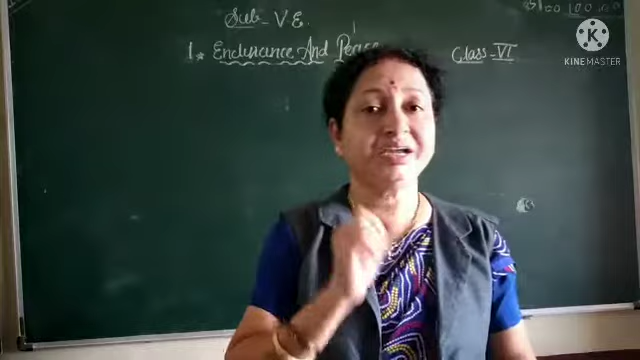 Sub - V.E.
1. Endurance And Peace
Class - VI
KINEMASTER